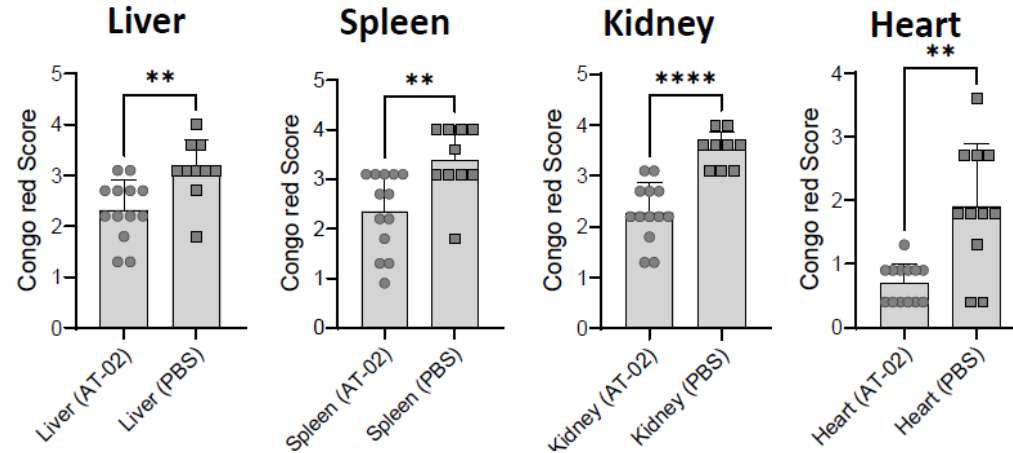 Liver
Spleen
Kidney
Heart
**
**
****
**
Congo red Score
5
4
3
2
1
0
Liver (AT-02)
Liver (PBS)
Congo red Score
5
4
3
2
1
0
Spleen (AT-02)
Spleen (PBS)
Congo red Score
5
4
3
2
1
0
Kidney (AT-02)
Kidney (PBS)
Congo red Score
4
3
2
1
0
Heart (AT-02)
Heart (PBS)